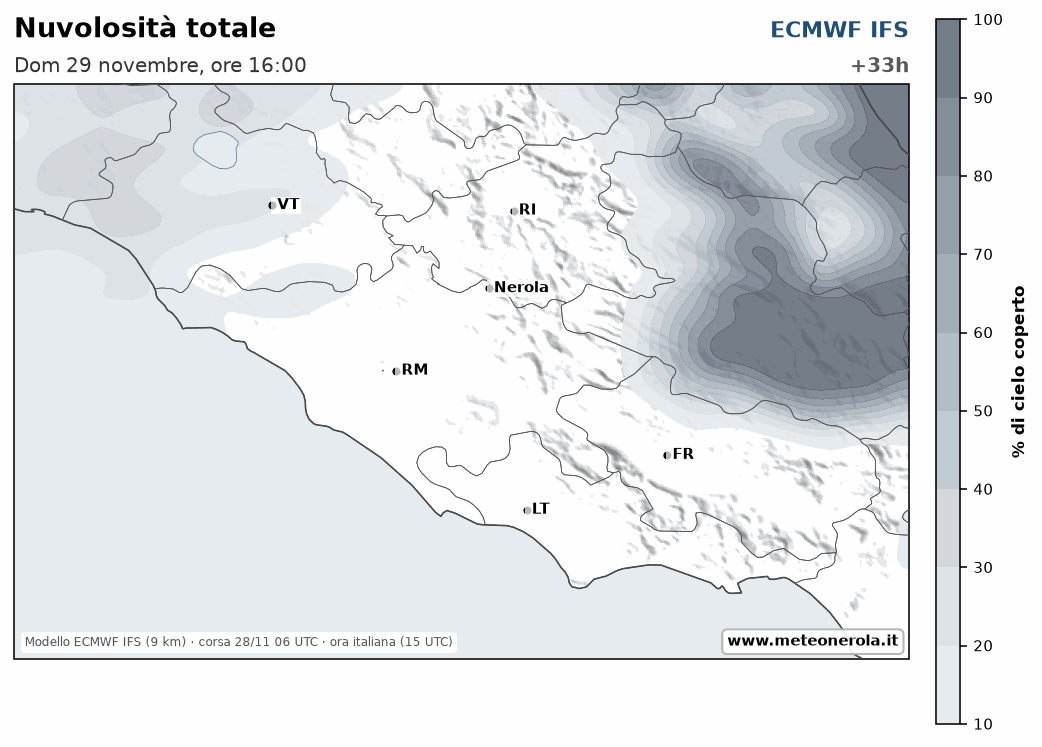 Nuvolosità totale
ECMWF IFS
Dom 29 novembre, ore 16:00
+33h
VT
RI
Nerola
RM
FR
LT
Modello ECMWF IFS (9 km) · corsa 28/11 06 UTC · ora italiana (15 UTC)
www.meteonerola.it
100
90
80
70
60
50
40
30
20
10
% di cielo coperto